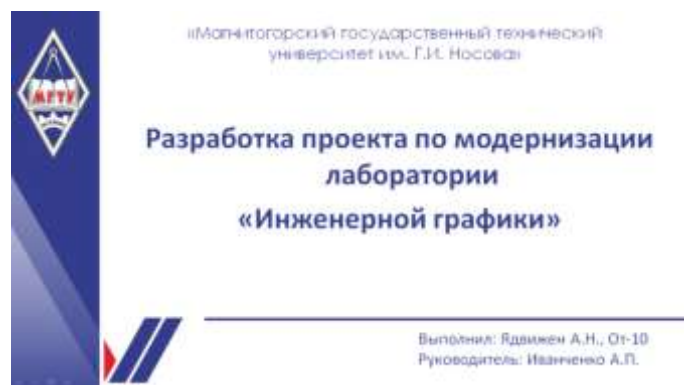 МГТУ
«Магнитогорский государственный технический
университет им. Г.И. Носова»
Разработка проекта по модернизации
лаборатории
«Инженерной графики»
Выполнил: Ядвижен А.Н., От-10
Руководитель: Иванченко А.П.